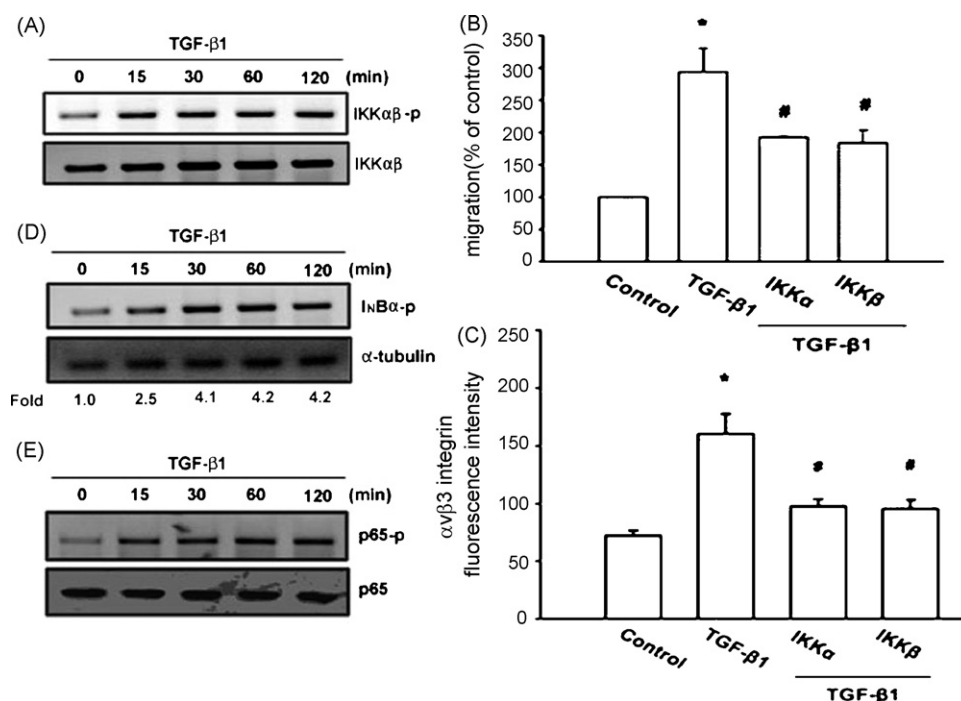 (A)
TGF-β1
0 15 30 60 120 (min)
IKKαβ-p
IKKαβ
(D)
TGF-β1
0 15 30 60 120 (min)
IɴBα-p
α-tubulin
Fold 1.0 2.5 4.1 4.2 4.2
(E)
TGF-β1
0 15 30 60 120 (min)
p65-p
p65
(B)
migration(% of control)
350
300
250
200
150
100
50
0
*
#
#
Control TGF-β1 IKKα IKKβ
TGF-β1
(C)
αvβ3 integrin
fluorescence intensity
250
200
150
100
50
0
*
#
#
Control TGF-β1 IKKα IKKβ
TGF-β1